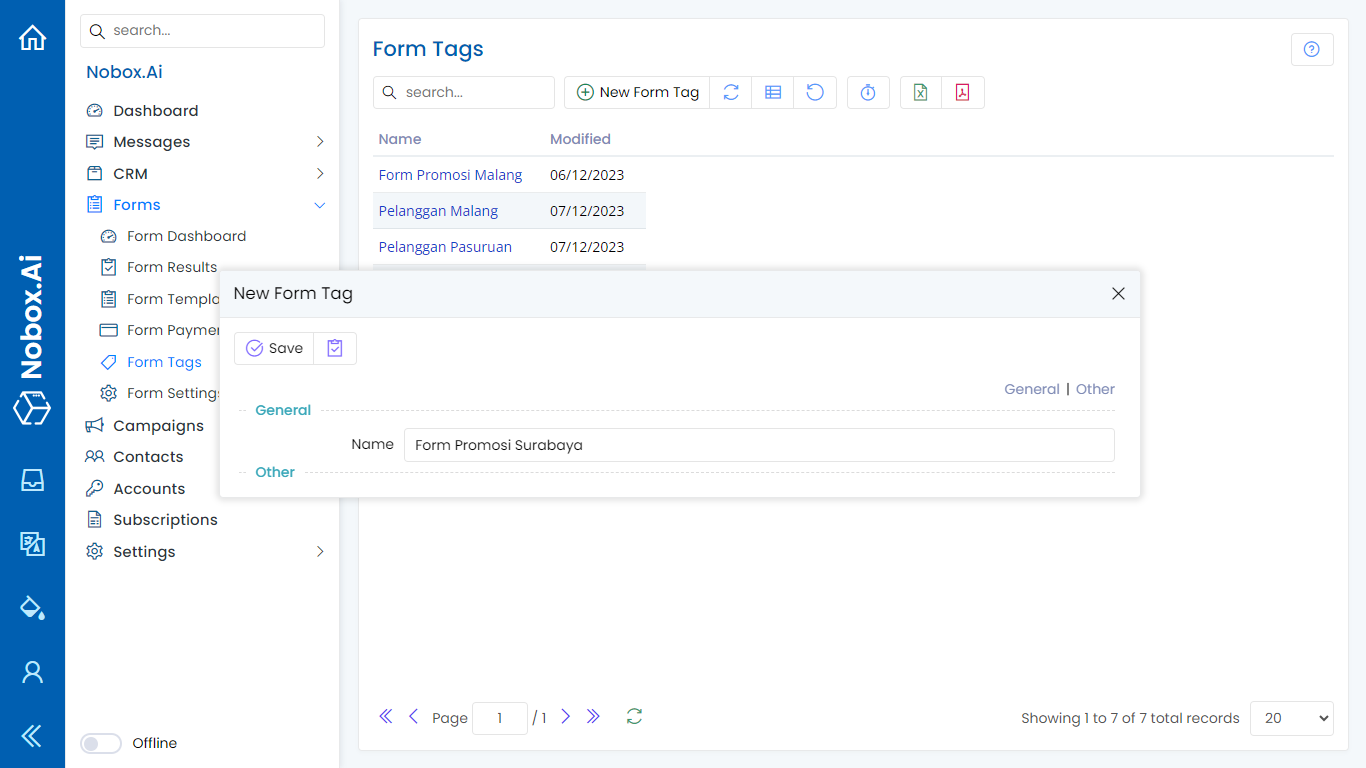 search...
Nobox.Ai
Dashboard
Messages
CRM
Forms
Form Dashboard
Form Results
Form Templa
Form Paymer
Form Tags
Form Setting
Campaigns
Contacts
Accounts
Subscriptions
Settings
Offline
Nobox.Ai
Form Tags
search...
New Form Tag
Name Modified
Form Promosi Malang 06/12/2023
Pelanggan Malang 07/12/2023
Pelanggan Pasuruan 07/12/2023
New Form Tag
Save
General | Other
General
Name Form Promosi Surabaya
Other
Page 1 / 1
Showing 1 to 7 of 7 total records 20